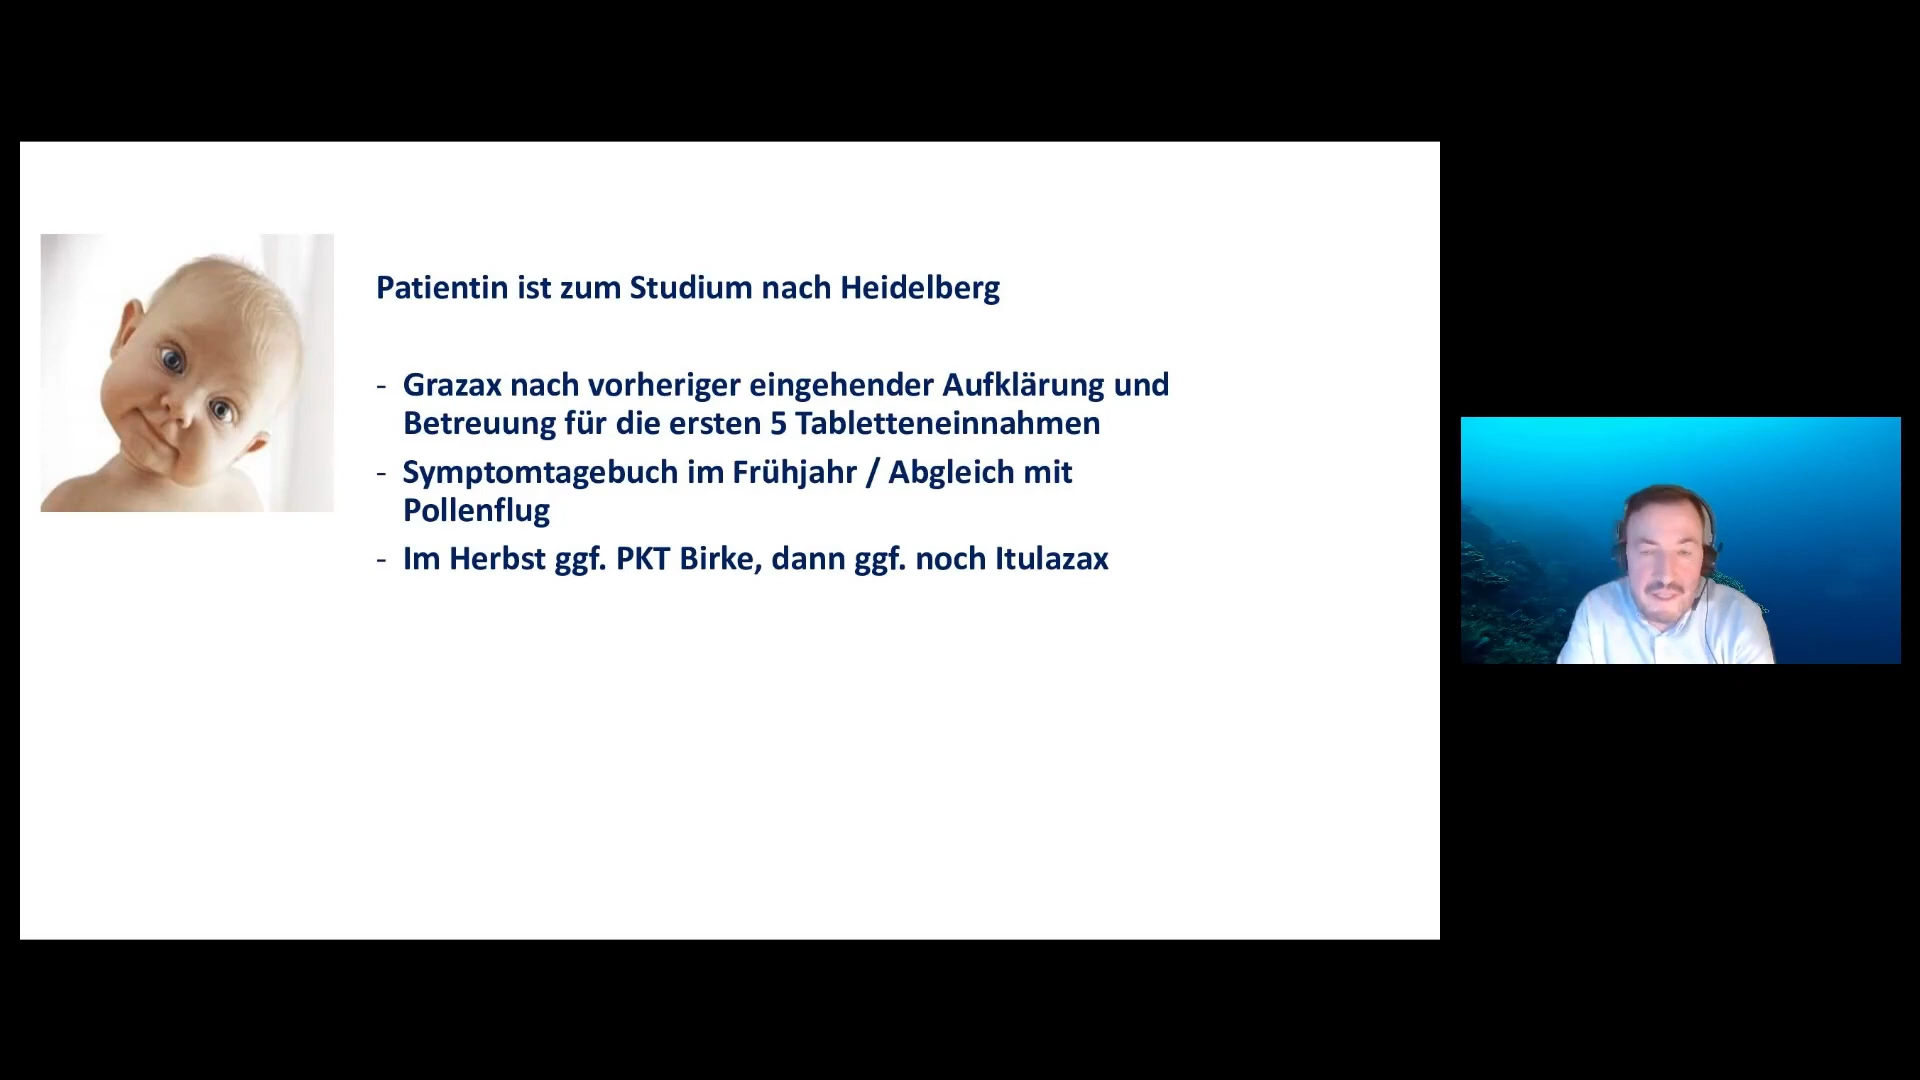 Patientin ist zum Studium nach Heidelberg
- Grazax nach vorheriger eingehender Aufklärung und
Betreuung für die ersten 5 Tabletteneinnahmen
- Symptomtagebuch im Frühjahr / Abgleich mit
Pollenflug
- Im Herbst ggf. PKT Birke, dann ggf. noch Itulazax